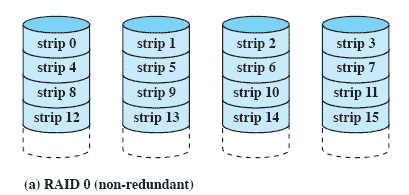 strip 0 strip 1 strip 2 strip 3
strip 4 strip 5 strip 6 strip 7
strip 8 strip 9 strip 10 strip 11
strip 12 strip 13 strip 14 strip 15
(a) RAID 0 (non-redundant)